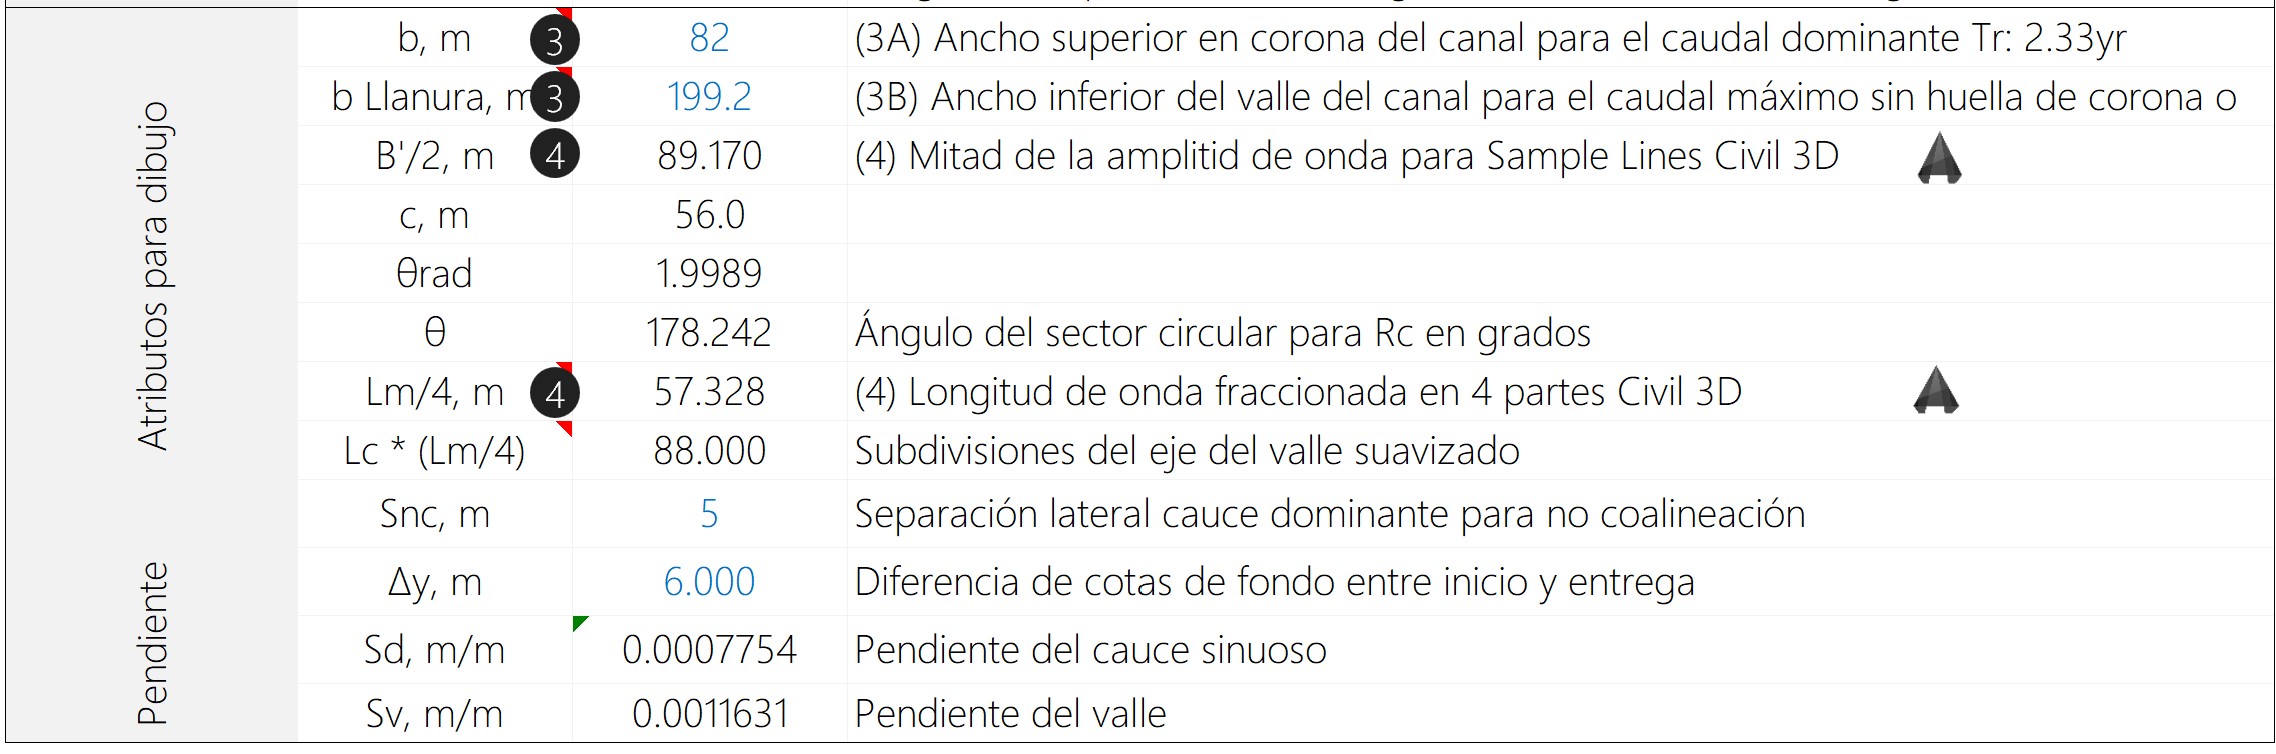 b, m 3 82 (3A) Ancho superior en corona del canal para el caudal dominante Tr: 2.33yr
b Llanura, m 3 199.2 (3B) Ancho inferior del valle del canal para el caudal máximo sin huella de corona o
B'/2, m 4 89.170 (4) Mitad de la amplitid de onda para Sample Lines Civil 3D
c, m 56.0
θrad 1.9989
θ 178.242 Ángulo del sector circular para Rc en grados
Lm/4, m 4 57.328 (4) Longitud de onda fraccionada en 4 partes Civil 3D
Lc * (Lm/4) 88.000 Subdivisiones del eje del valle suavizado
Snc, m 5 Separación lateral cauce dominante para no coalineación
Atributos para dibujo
Δy, m 6.000 Diferencia de cotas de fondo entre inicio y entrega
Sd, m/m 0.0007754 Pendiente del cauce sinuoso
Sv, m/m 0.0011631 Pendiente del valle
Pendiente